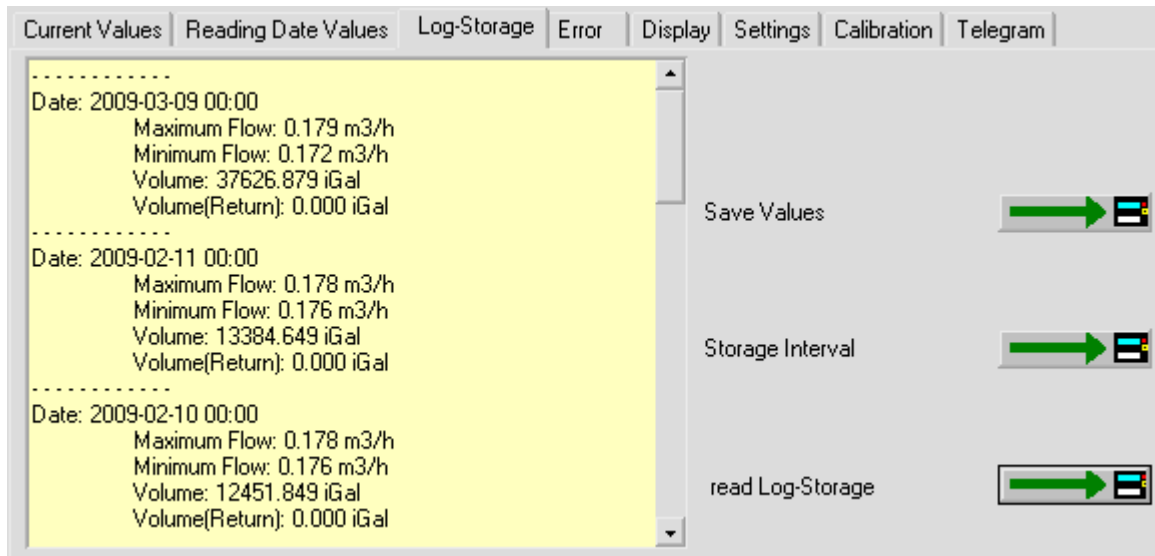 Current Values Reading Date Values Log-Storage Error Display Settings Calibration Telegram
- - - - - - - - - - - -
Date: 2009-03-09 00:00
Maximum Flow: 0.179 m3/h
Minimum Flow: 0.172 m3/h
Volume: 37626.879 iGal
Volume(Return): 0.000 iGal
- - - - - - - - - - - -
Date: 2009-02-11 00:00
Maximum Flow: 0.178 m3/h
Minimum Flow: 0.176 m3/h
Volume: 13384.649 iGal
Volume(Return): 0.000 iGal
- - - - - - - - - - - -
Date: 2009-02-10 00:00
Maximum Flow: 0.178 m3/h
Minimum Flow: 0.176 m3/h
Volume: 12451.849 iGal
Volume(Return): 0.000 iGal
Save Values
Storage Interval
read Log-Storage